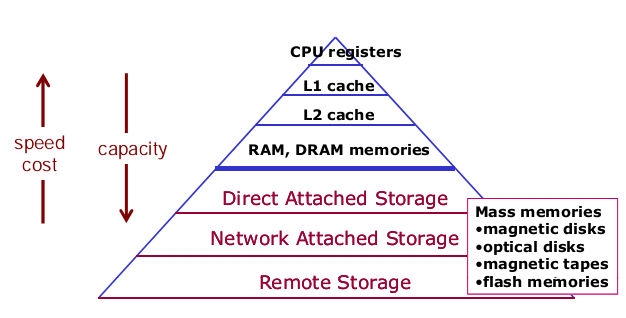 CPU registers
L1 cache
L2 cache
RAM, DRAM memories
speed
cost
capacity
Direct Attached Storage
Network Attached Storage
Remote Storage
Mass memories
•magnetic disks
•optical disks
•magnetic tapes
•flash memories